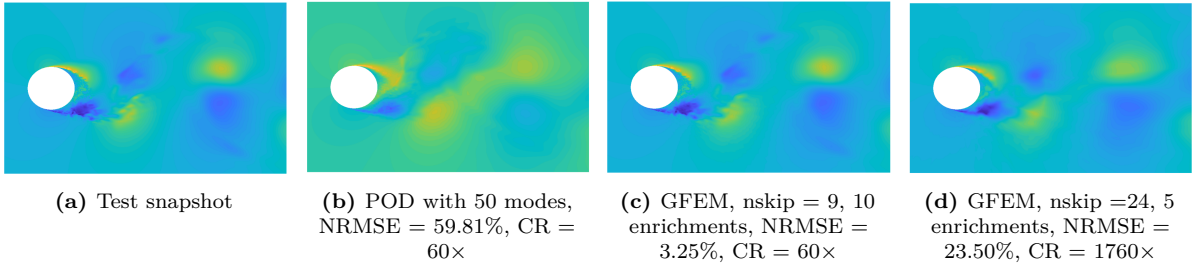 (a) Test snapshot
(b) POD with 50 modes,
NRMSE = 59.81%, CR =
60×
(c) GFEM, nskip = 9, 10
enrichments, NRMSE =
3.25%, CR = 60×
(d) GFEM, nskip =24, 5
enrichments, NRMSE =
23.50%, CR = 1760×